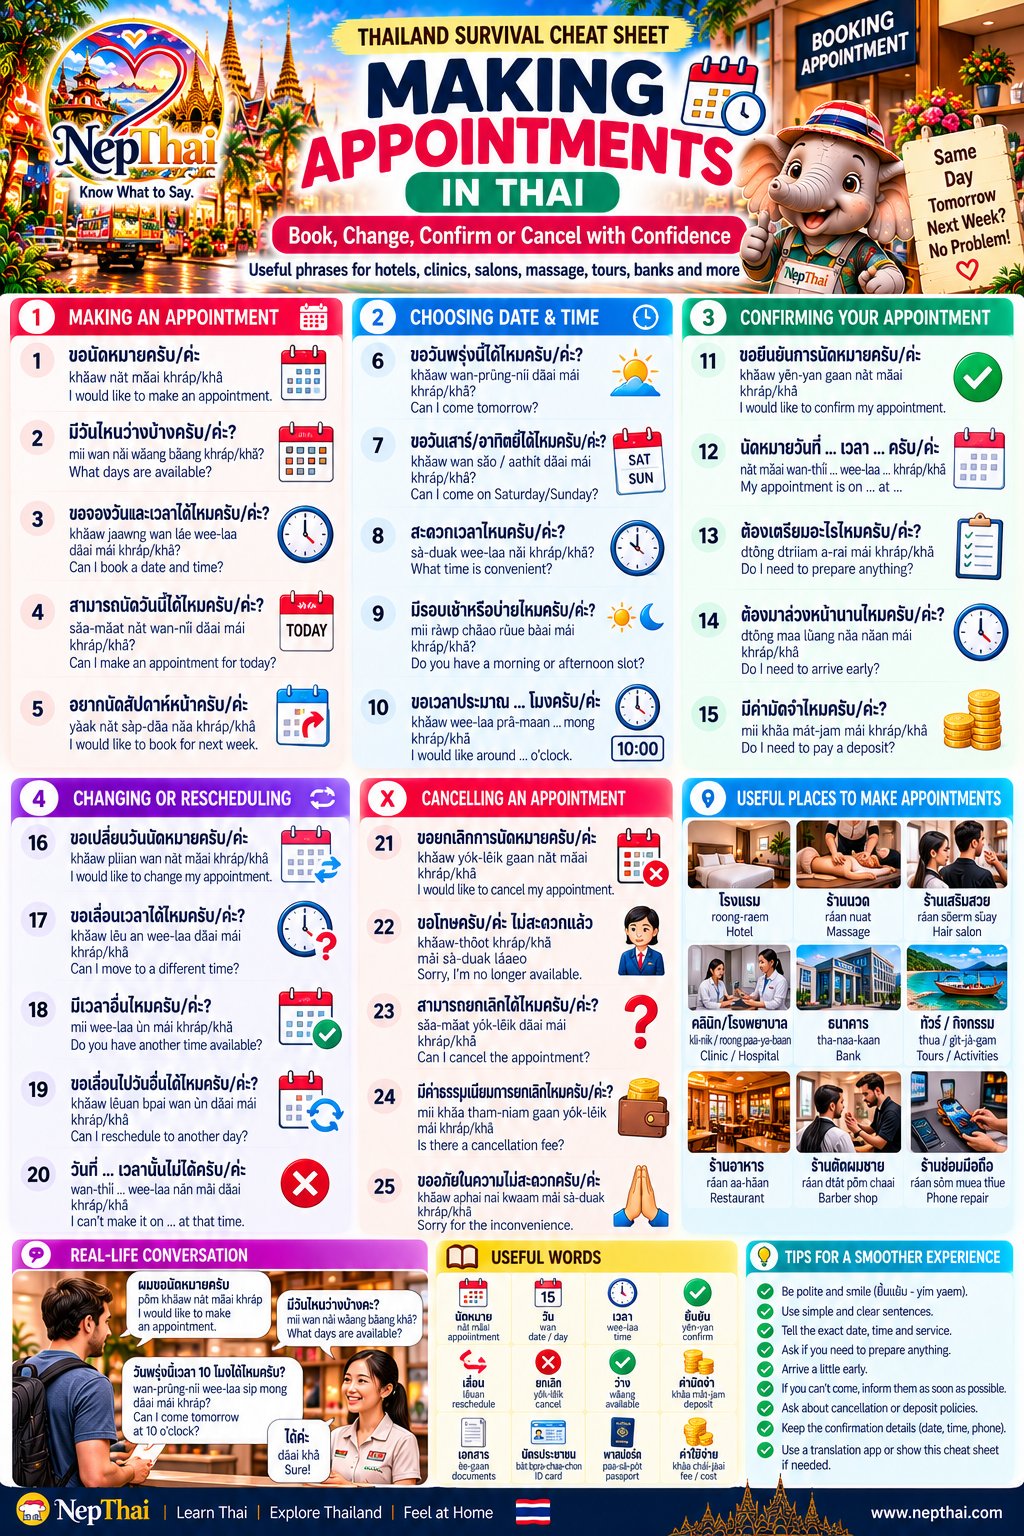 THAILAND SURVIVAL CHEAT SHEET
MAKING
APPOINTMENTS
IN THAI
Book, Change, Confirm or Cancel with Confidence
Useful phrases for hotels, clinics, salons, massage, tours, banks and more
NepThai
Know What to Say.
BOOKING
APPOINTMENT
Same
Day
Tomorrow
Next Week?
No Problem!
NepThai
1 MAKING AN APPOINTMENT
1
ขอนัดหมายครับ/ค่ะ
khǎaw nàt mǎai khráp/khâ
I would like to make an appointment.
2
มีวันไหนว่างบ้างครับ/ค่ะ?
mii wan nǎi wâang bâang khráp/khâ?
What days are available?
3
ขอจองวันและเวลาได้ไหมครับ/ค่ะ?
khǎaw jaawng wan láe wee-laa
dâai mái khráp/khâ?
Can I book a date and time?
4
สามารถนัดวันนี้ได้ไหมครับ/ค่ะ?
sǎa-mâat nàt wan-níi dâai mái
khráp/khâ?
Can I make an appointment for today?
TODAY
5
อยากนัดสัปดาห์หน้าครับ/ค่ะ
yàak nàt sàp-daa nâa khráp/khâ
I would like to book for next week.
2 CHOOSING DATE & TIME
6
ขอวันพรุ่งนี้ได้ไหมครับ/ค่ะ?
khǎaw wan-prûng-níi dâai mái
khráp/khâ?
Can I come tomorrow?
7
ขอวันเสาร์/อาทิตย์ได้ไหมครับ/ค่ะ?
khǎaw wan sǎo / aathít dâai mái
khráp/khâ?
Can I come on Saturday/Sunday?
SAT
SUN
8
สะดวกเวลาไหนครับ/ค่ะ?
sà-duak wee-laa nǎi khráp/khâ?
What time is convenient?
9
มีรอบเช้าหรือบ่ายไหมครับ/ค่ะ?
mii ràwp chǎao rǔue bàai mái
khráp/khâ?
Do you have a morning or afternoon slot?
10
ขอเวลาประมาณ ... โมงครับ/ค่ะ
khǎaw wee-laa prà-maan ... mong
khráp/khâ
I would like around ... o'clock.
10:00
3 CONFIRMING YOUR APPOINTMENT
11
ขอยืนยันการนัดหมายครับ/ค่ะ
khǎaw yên-yan gaan nàt mǎai
khráp/khâ
I would like to confirm my appointment.
12
นัดหมายวันที่ ... เวลา ... ครับ/ค่ะ
nàt mǎai wan-thîi ... wee-laa ... khráp/khâ
My appointment is on ... at ...
13
ต้องเตรียมอะไรไหมครับ/ค่ะ?
dtông dtriiam a-rai mái khráp/khâ
Do I need to prepare anything?
14
ต้องมาล่วงหน้านานไหมครับ/ค่ะ?
dtông maa lùang nâa nâan mái
khráp/khâ
Do I need to arrive early?
15
มีค่ามัดจำไหมครับ/ค่ะ?
mii khâa mát-jam mái khráp/khâ
Do I need to pay a deposit?
4 CHANGING OR RESCHEDULING
16
ขอเปลี่ยนวันนัดหมายครับ/ค่ะ
khǎaw pliian wan nàt mǎai khráp/khâ
I would like to change my appointment.
17
ขอเลื่อนเวลาได้ไหมครับ/ค่ะ?
khǎaw lêu an wee-laa dâai mái
khráp/khâ
Can I move to a different time?
18
มีเวลาอื่นไหมครับ/ค่ะ?
mii wee-laa ùn mái khráp/khâ
Do you have another time available?
19
ขอเลื่อนไปวันอื่นได้ไหมครับ/ค่ะ?
khǎaw lêuan bpai wan ùn dâai mái
khráp/khâ
Can I reschedule to another day?
20
วันที่ ... เวลานั้นไม่ได้ครับ/ค่ะ
wan-thîi ... wee-laa nán mâi dâai
khráp/khâ
I can't make it on ... at that time.
X CANCELLING AN APPOINTMENT
21
ขอยกเลิกการนัดหมายครับ/ค่ะ
khǎaw yók-lêik gaan nàt mǎai
khráp/khâ
I would like to cancel my appointment.
22
ขอโทษครับ/ค่ะ ไม่สะดวกแล้ว
khǎaw-thôot khráp/khâ
mâi sà-duak láaeo
Sorry, I'm no longer available.
23
สามารถยกเลิกได้ไหมครับ/ค่ะ?
sǎa-mâat yók-lêik dâai mái
khráp/khâ
Can I cancel the appointment?
24
มีค่าธรรมเนียมการยกเลิกไหมครับ/ค่ะ?
mii khâa tham-niam gaan yók-lêik
mái khráp/khâ
Is there a cancellation fee?
25
ขออภัยในความไม่สะดวกครับ/ค่ะ
khǎaw aphai nai kwaam mâi sà-duak
khráp/khâ
Sorry for the inconvenience.
USEFUL PLACES TO MAKE APPOINTMENTS
โรงแรม
roong-raem
Hotel
ร้านนวด
ráan nuat
Massage
ร้านเสริมสวย
ráan sǒerm sǔay
Hair salon
คลินิก/โรงพยาบาล
kli-nik / roong paa-ya-baan
Clinic / Hospital
ธนาคาร
tha-naa-kaan
Bank
ทัวร์ / กิจกรรม
thua / git-jà-gam
Tours / Activities
ร้านอาหาร
ráan aa-hǎan
Restaurant
ร้านตัดผมชาย
ráan dtàt pǒm chaai
Barber shop
ร้านซ่อมมือถือ
ráan sôm muea thǔe
Phone repair
REAL-LIFE CONVERSATION
ผมขอนัดหมายครับ
pǒm khǎaw nàt mǎai khráp
I would like to make
an appointment.
มีวันไหนว่างบ้างคะ?
mii wan nǎi wâang bâang khâ?
What days are available?
วันพรุ่งนี้เวลา 10 โมงได้ไหมครับ?
wan-prûng-níi wee-laa sip mong
dâai mái khráp?
Can I come tomorrow
at 10 o'clock?
ได้ค่ะ
dâai khâ
Sure!
USEFUL WORDS
นัดหมาย
nàt mǎai
appointment
15
วัน
wan
date / day
เวลา
wee-laa
time
ยืนยัน
yên-yan
confirm
เลื่อน
lêuan
reschedule
ยกเลิก
yók-lêik
cancel
ว่าง
wâang
available
ค่ามัดจำ
khâa mát-jam
deposit
เอกสาร
èe-gaan
documents
บัตรประชาชน
bàt bpra-chaa-chon
ID card
พาสปอร์ต
paa-sà-pòt
passport
ค่าใช้จ่าย
khâa chái-jàai
fee / cost
TIPS FOR A SMOOTHER EXPERIENCE
Be polite and smile (ยิ้มแย้ม - yim yaem).
Use simple and clear sentences.
Tell the exact date, time and service.
Ask if you need to prepare anything.
Arrive a little early.
If you can't come, inform them as soon as possible.
Ask about cancellation or deposit policies.
Keep the confirmation details (date, time, phone).
Use a translation app or show this cheat sheet
if needed.
NepThai | Learn Thai | Explore Thailand | Feel at Home
www.nepthai.com